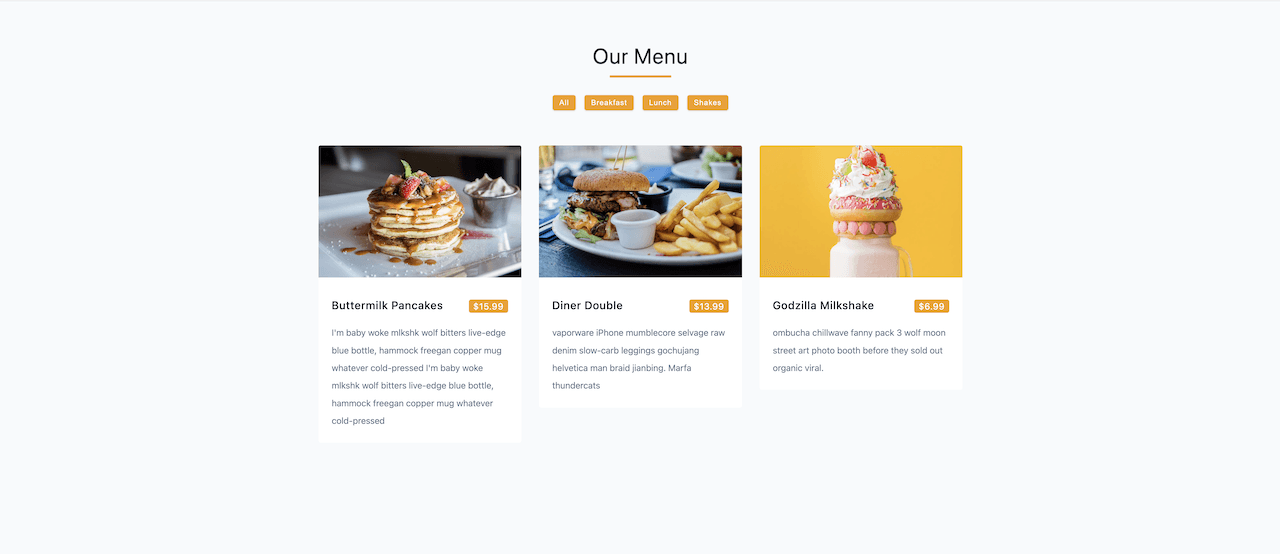 Our Menu
All Breakfast Lunch Shakes
Buttermilk Pancakes $15.99
I'm baby woke mlkshk wolf bitters live-edge
blue bottle, hammock freegan copper mug
whatever cold-pressed I'm baby woke
mlkshk wolf bitters live-edge blue bottle,
hammock freegan copper mug whatever
cold-pressed
Diner Double $13.99
vaporware iPhone mumblecore selvage raw
denim slow-carb leggings gochujang
helvetica man braid jianbing. Marfa
thundercats
Godzilla Milkshake $6.99
ombucha chillwave fanny pack 3 wolf moon
street art photo booth before they sold out
organic viral.